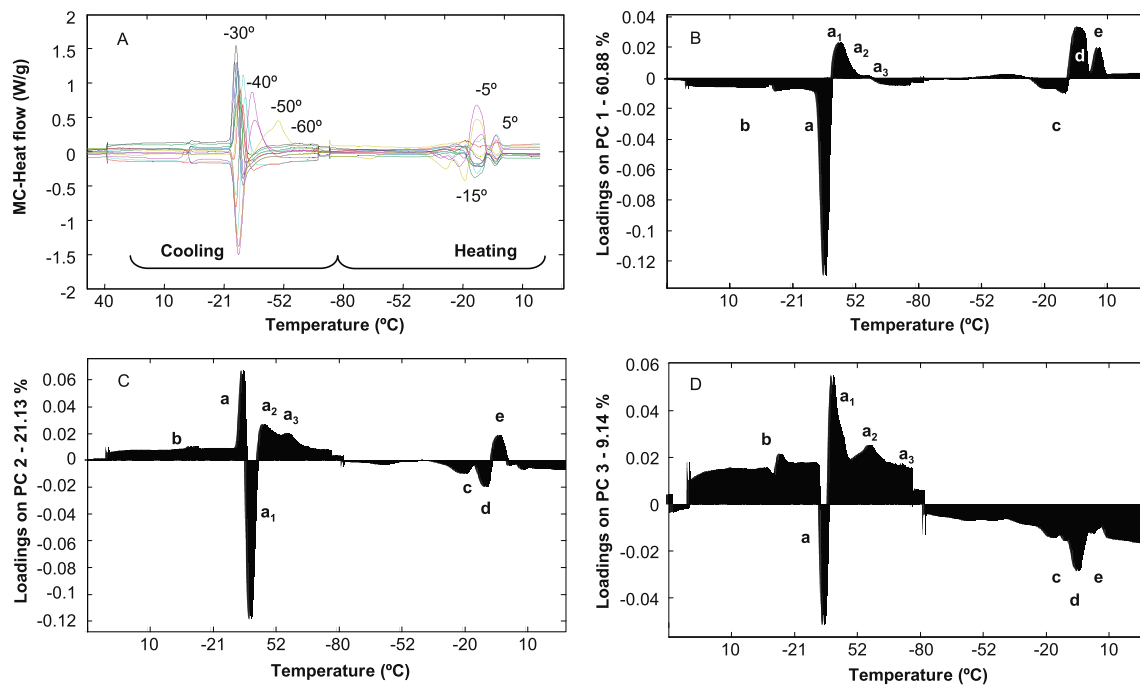 A
MC-Heat flow (W/g)
2
1.5
1
0.5
0
-0.5
-1
-1.5
-2
-30º
-40º
-50º
-60º
-5º
5º
-15º
Cooling
Heating
40 10 -21 -52 -80 -52 -20 10
Temperature (ºC)
B
Loadings on PC 1 - 60.88 %
0.04
0.02
0
-0.02
-0.04
-0.06
-0.08
-0.1
-0.12
a1
a2
a3
e
d
b
a
c
10 -21 52 -80 -52 -20 10
Temperature (ºC)
C
Loadings on PC 2 - 21.13 %
0.06
0.04
0.02
0
-0.02
-0.04
-0.06
-0.08
-0.1
-0.12
a
a2
a3
b
e
c
d
a1
10 -21 52 -80 -52 -20 10
Temperature (ºC)
D
Loadings on PC 3 - 9.14 %
0.06
0.04
0.02
0
-0.02
-0.04
a1
b
a2
a3
a
c
e
d
10 -21 52 -80 -52 -20 10
Temperature (ºC)